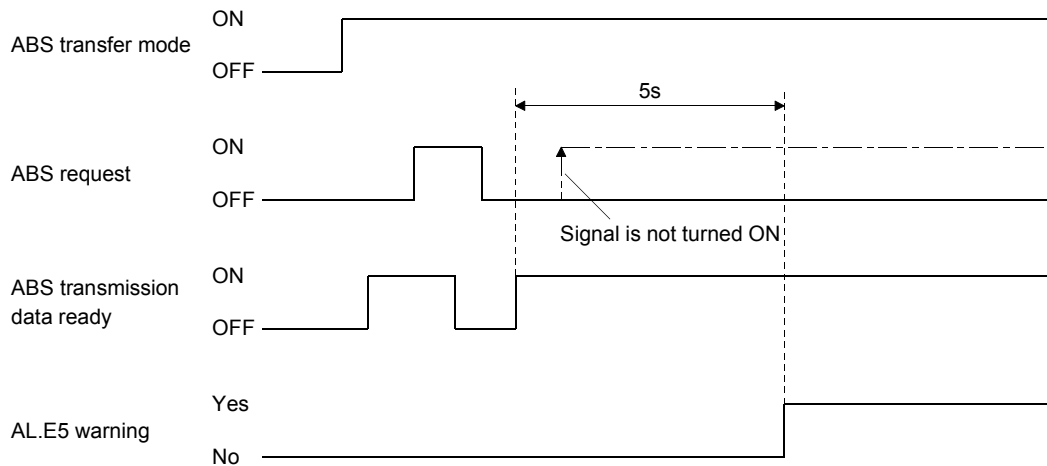 ON
ABS transfer mode
OFF
5s
ON
ABS request
OFF
Signal is not turned ON
ON
ABS transmission
data ready
OFF
Yes
AL.E5 warning
No